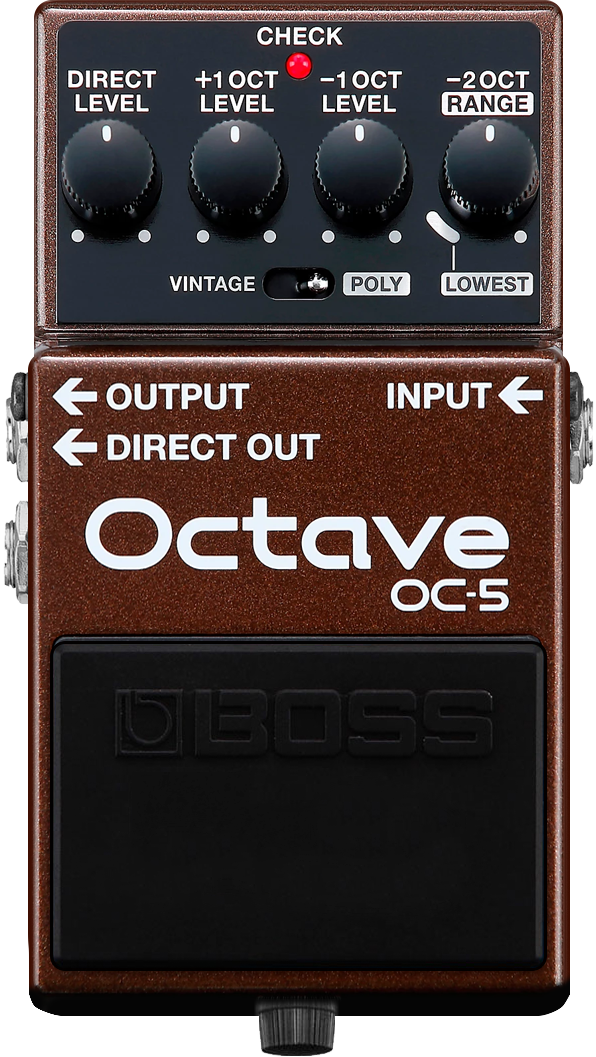 CHECK
DIRECT LEVEL
+1 OCT LEVEL
−1 OCT LEVEL
−2 OCT RANGE
VINTAGE
POLY
LOWEST
← OUTPUT
INPUT ←
← DIRECT OUT
Octave
OC-5
BOSS